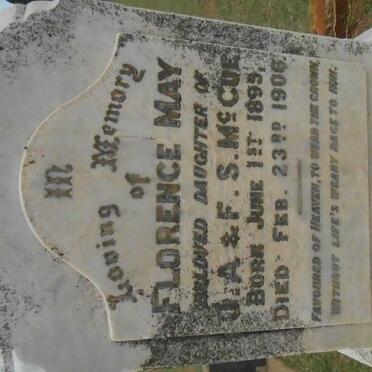 In
Loving Memory
of
FLORENCE MAY
BELOVED DAUGHTER OF
J. A & F. S. McCUE
BORN JUNE 1ST 1895.
DIED FEB. 23RD 1906.
FAVOURED OF HEAVEN, TO WEAR THE CROWN,
WITHOUT LIFE'S WEARY RACE TO RUN.